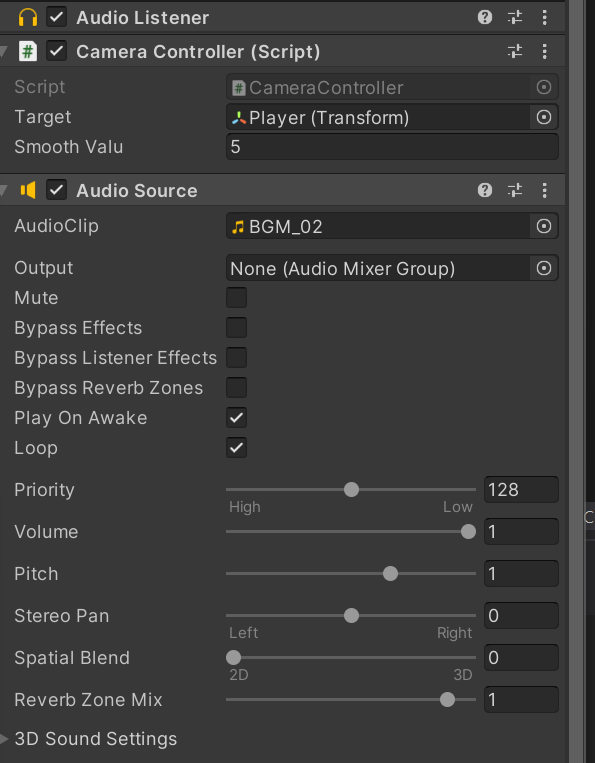 Audio Listener
# Camera Controller (Script)
Script # CameraController
Target Player (Transform)
Smooth Valu 5
Audio Source
AudioClip BGM_02
Output None (Audio Mixer Group)
Mute
Bypass Effects
Bypass Listener Effects
Bypass Reverb Zones
Play On Awake
Loop
Priority 128
High Low
Volume 1
Pitch 1
Stereo Pan 0
Left Right
Spatial Blend 0
2D 3D
Reverb Zone Mix 1
3D Sound Settings